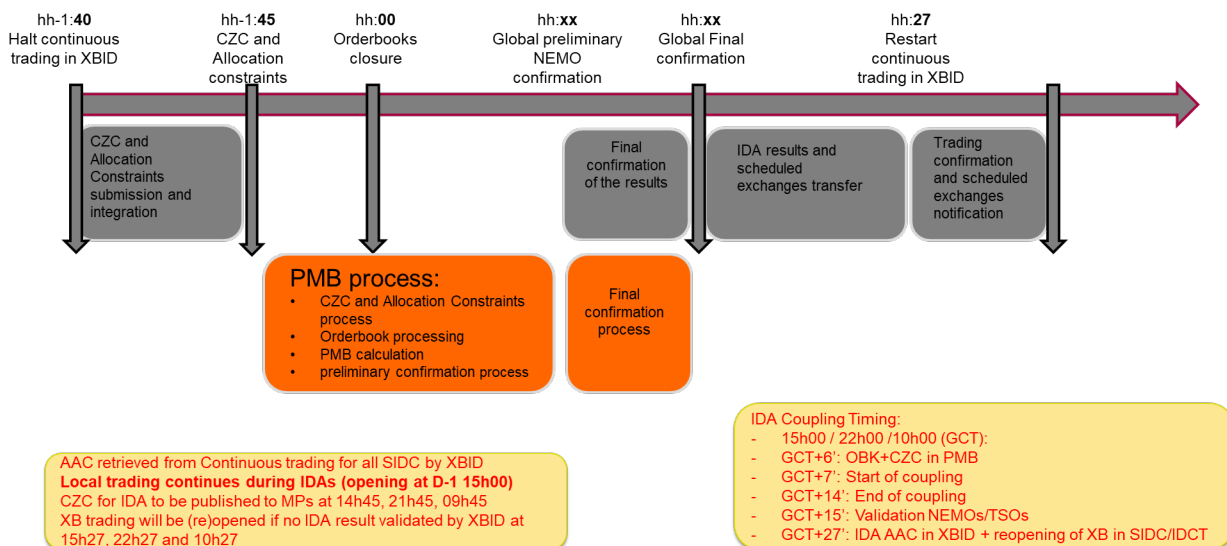 hh-1:40
Halt continuous
trading in XBID
hh-1:45
CZC and
Allocation
constraints
hh:00
Orderbooks
closure
hh:xx
Global preliminary
NEMO
confirmation
hh:xx
Global Final
confirmation
hh:27
Restart
continuous
trading in XBID
CZC and
Allocation
Constraints
submission and
integration
Final
confirmation
of the results
IDA results and
scheduled
exchanges transfer
Trading
confirmation
and scheduled
exchanges
notification
PMB process:
• CZC and Allocation Constraints
process
• Orderbook processing
• PMB calculation
• preliminary confirmation process
Final
confirmation
process
AAC retrieved from Continuous trading for all SIDC by XBID
Local trading continues during IDAs (opening at D-1 15h00)
CZC for IDA to be published to MPs at 14h45, 21h45, 09h45
XB trading will be (re)opened if no IDA result validated by XBID at
15h27, 22h27 and 10h27
IDA Coupling Timing:
- 15h00 / 22h00 /10h00 (GCT):
- GCT+6': OBK+CZC in PMB
- GCT+7': Start of coupling
- GCT+14': End of coupling
- GCT+15': Validation NEMOs/TSOs
- GCT+27': IDA AAC in XBID + reopening of XB in SIDC/IDCT